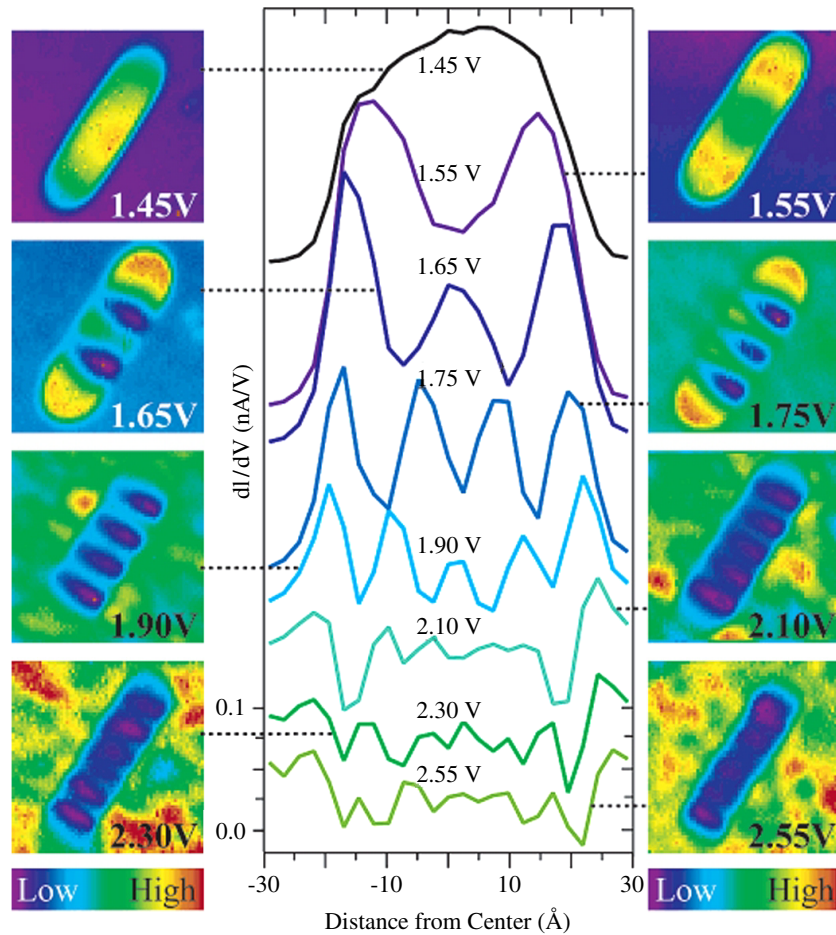 1.45V
1.65V
1.90V
2.30V
Low High
dI/dV (nA/V)
0.1
0.0
1.45 V
1.55 V
1.65 V
1.75 V
1.90 V
2.10 V
2.30 V
2.55 V
-30 -10 10 30
Distance from Center (Å)
1.55V
1.75V
2.10V
2.55V
Low High